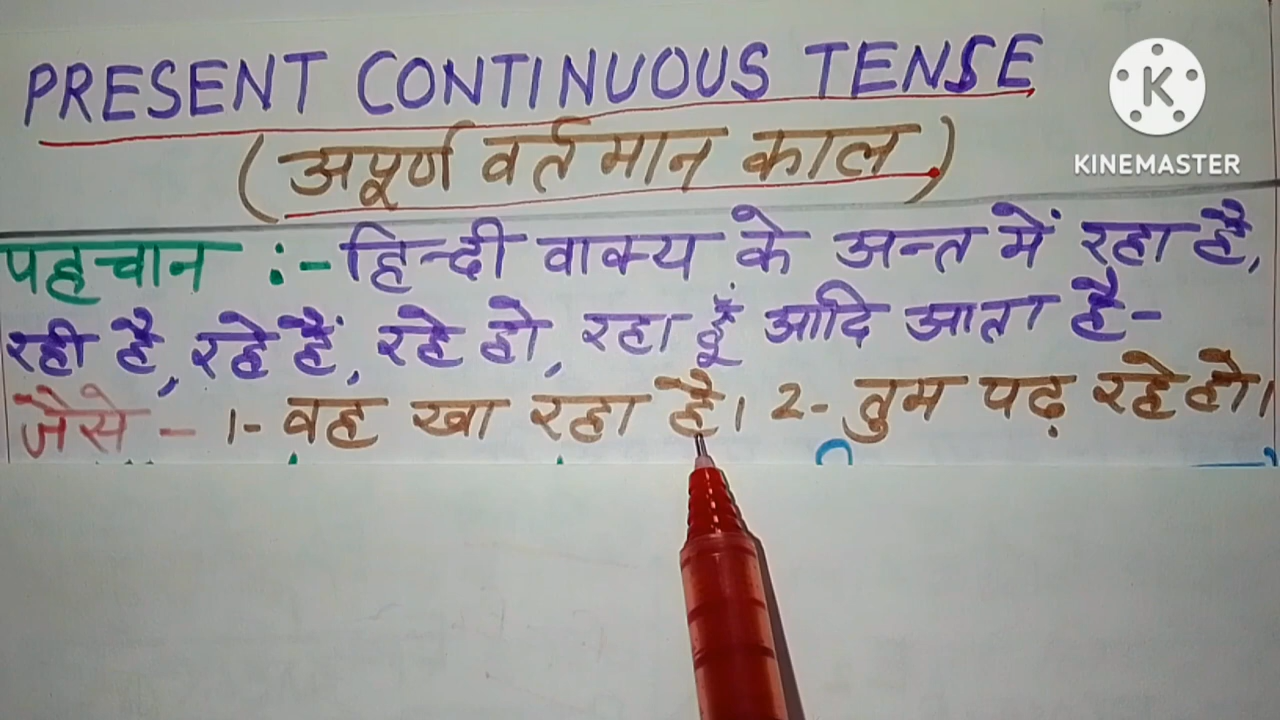 PRESENT CONTINUOUS TENSE
(अपूर्ण वर्तमान काल)
पहचान :- हिन्दी वाक्य के अन्त में रहा है,
रही है, रहे हैं, रहे हो, रहा हूँ आदि आता है-
जैसे - 1- वह खा रहा है। 2- तुम पढ़ रहे हो।
K
KINEMASTER